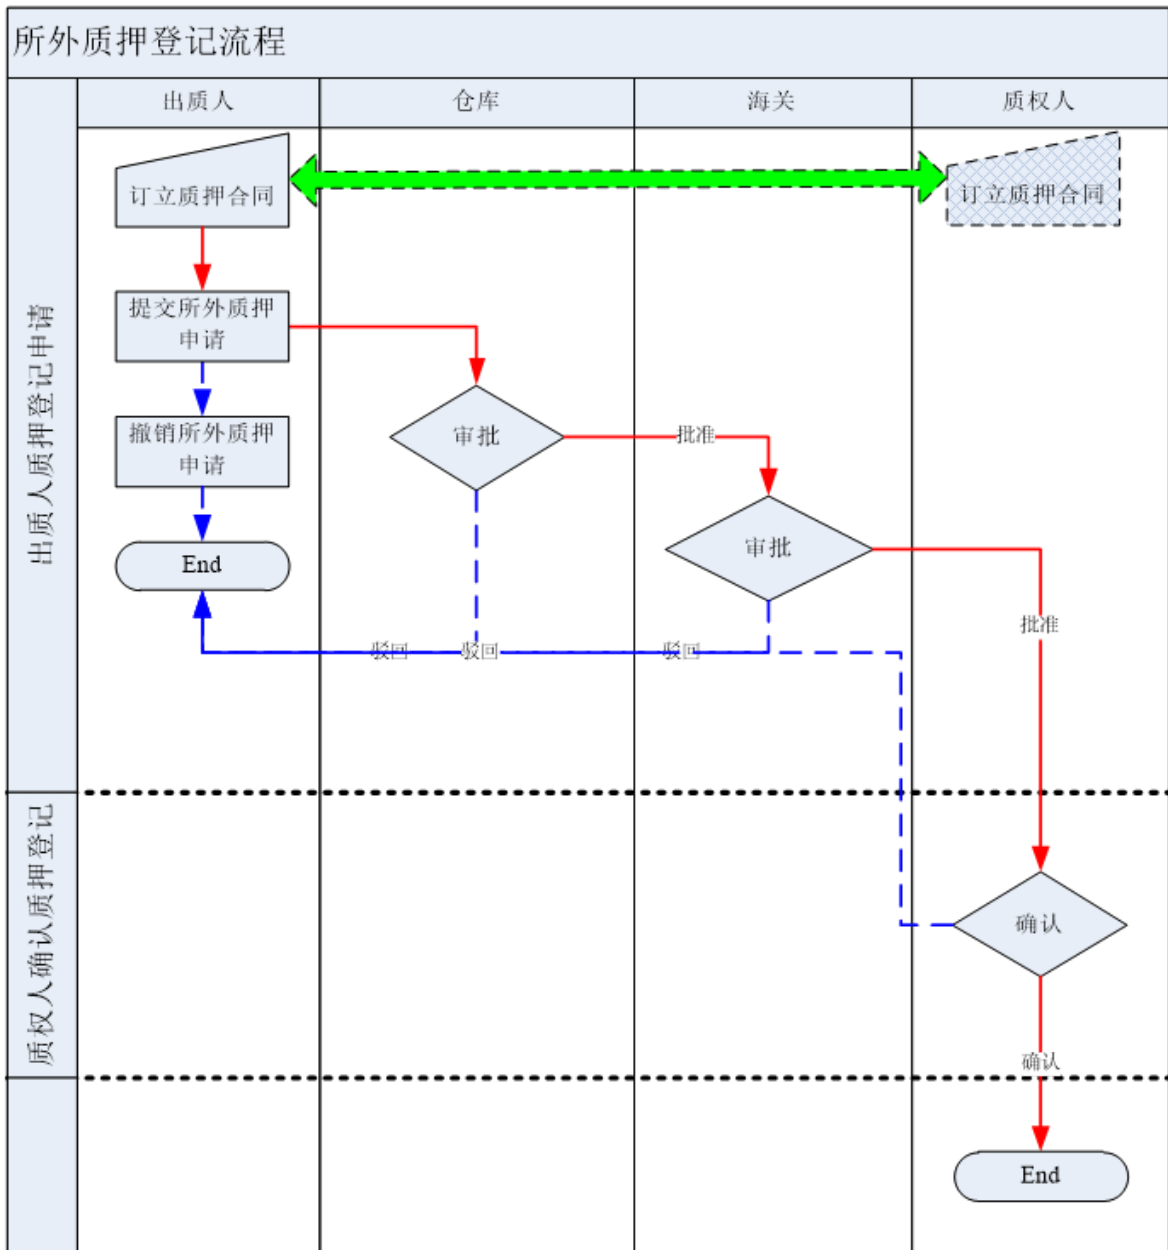 所外质押登记流程
出质人
仓库
海关
质权人
出质人质押登记申请
订立质押合同
订立质押合同
提交所外质押
申请
撤销所外质押
申请
审批
批准
审批
End
批准
驳回
驳回
驳回
质权人确认质押登记
确认
确认
End